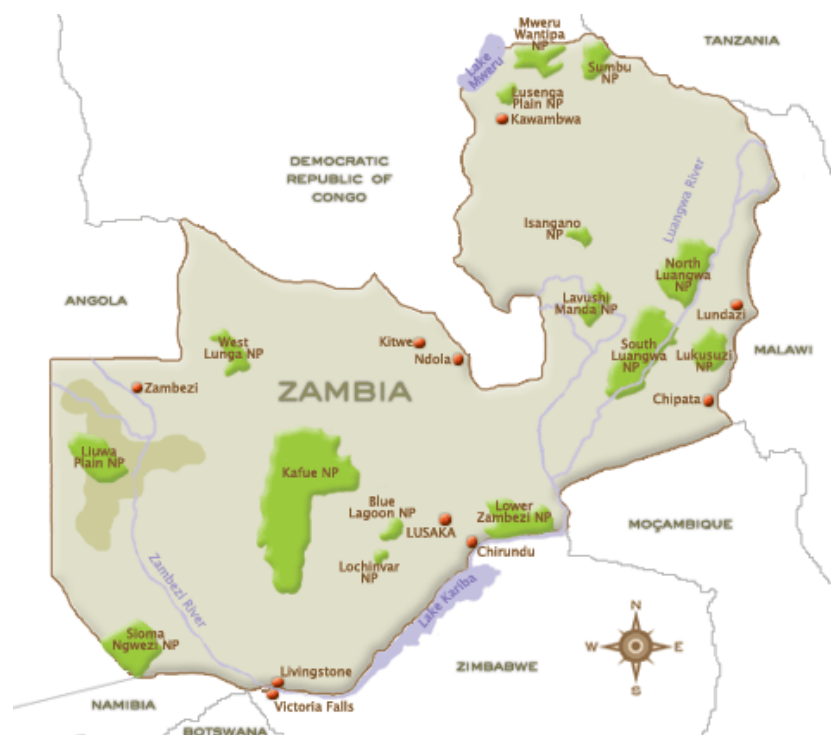 Mweru
Wantipa
NP
TANZANIA
Lake
Mweru
Sumbu
NP
Lusenga
Plain NP
Kawambwa
DEMOCRATIC
REPUBLIC OF
CONGO
Luangwa River
Isangano
NP
North
Luangwa
NP
ANGOLA
Lavushi
Manda NP
Lundazi
West
Lunga NP
Kitwe
Ndola
South
Luangwa
NP
Lukusuzi
NP
MALAWI
Zambezi
ZAMBIA
Chipata
Liuwa
Plain NP
Kafue NP
Blue
Lagoon NP
LUSAKA
Lower
Zambezi NP
MOÇAMBIQUE
Chirundu
Lochinvar
NP
Zambezi River
Lake Kariba
N
W
E
S
Sioma
Ngwezi NP
Livingstone
ZIMBABWE
Victoria Falls
NAMIBIA
BOTSWANA